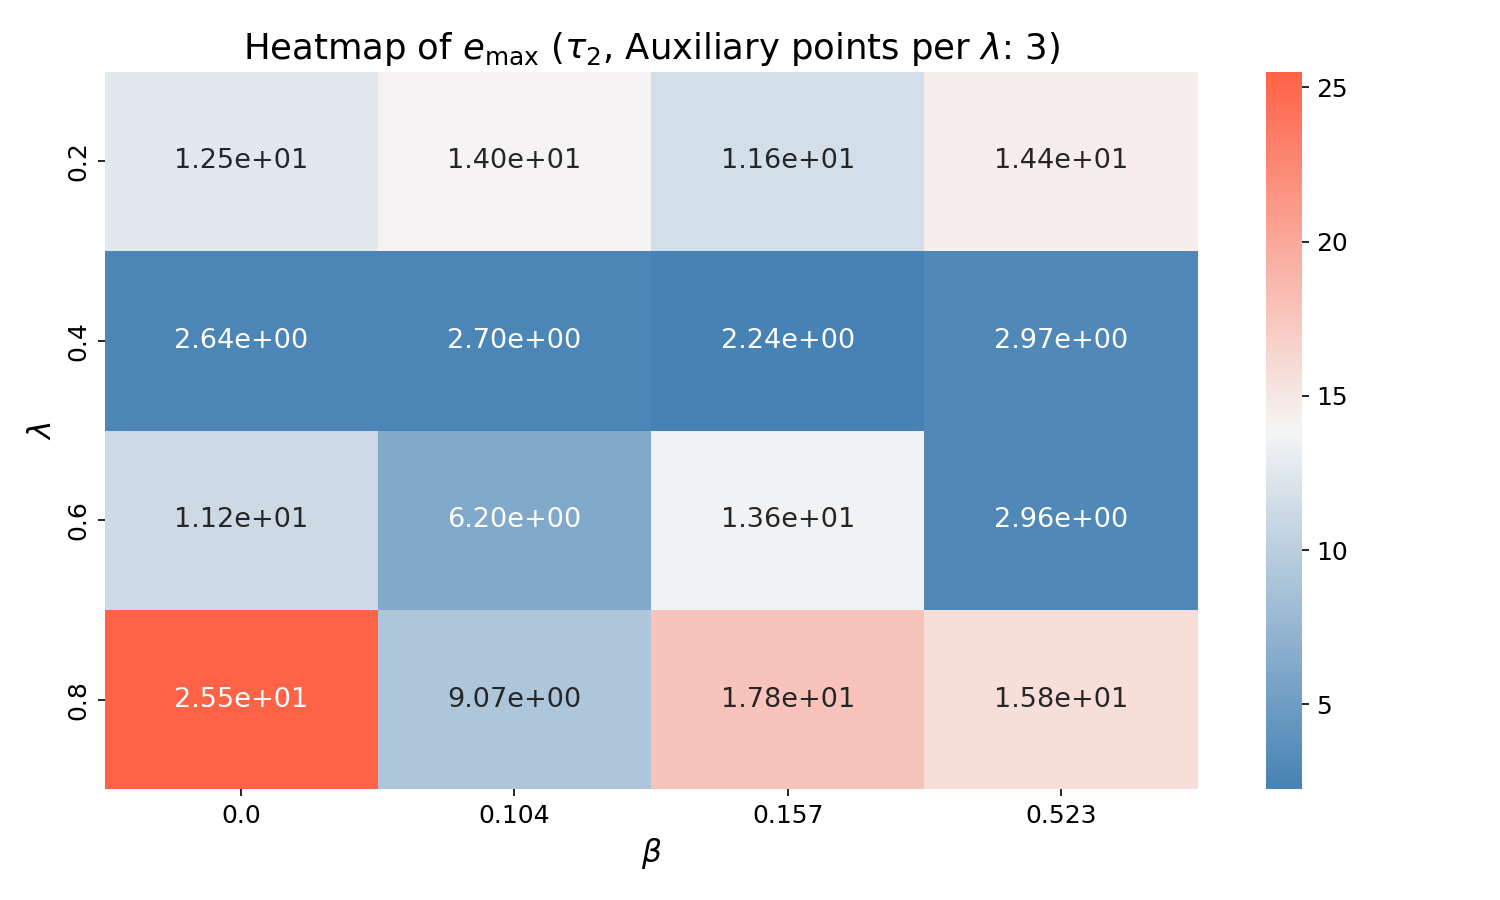 Heatmap of e_max (τ_2, Auxiliary points per λ: 3)
1.25e+01 1.40e+01 1.16e+01 1.44e+01
2.64e+00 2.70e+00 2.24e+00 2.97e+00
1.12e+01 6.20e+00 1.36e+01 2.96e+00
2.55e+01 9.07e+00 1.78e+01 1.58e+01
0.2
0.4
0.6
0.8
λ
0.0 0.104 0.157 0.523
β
25
20
15
10
5